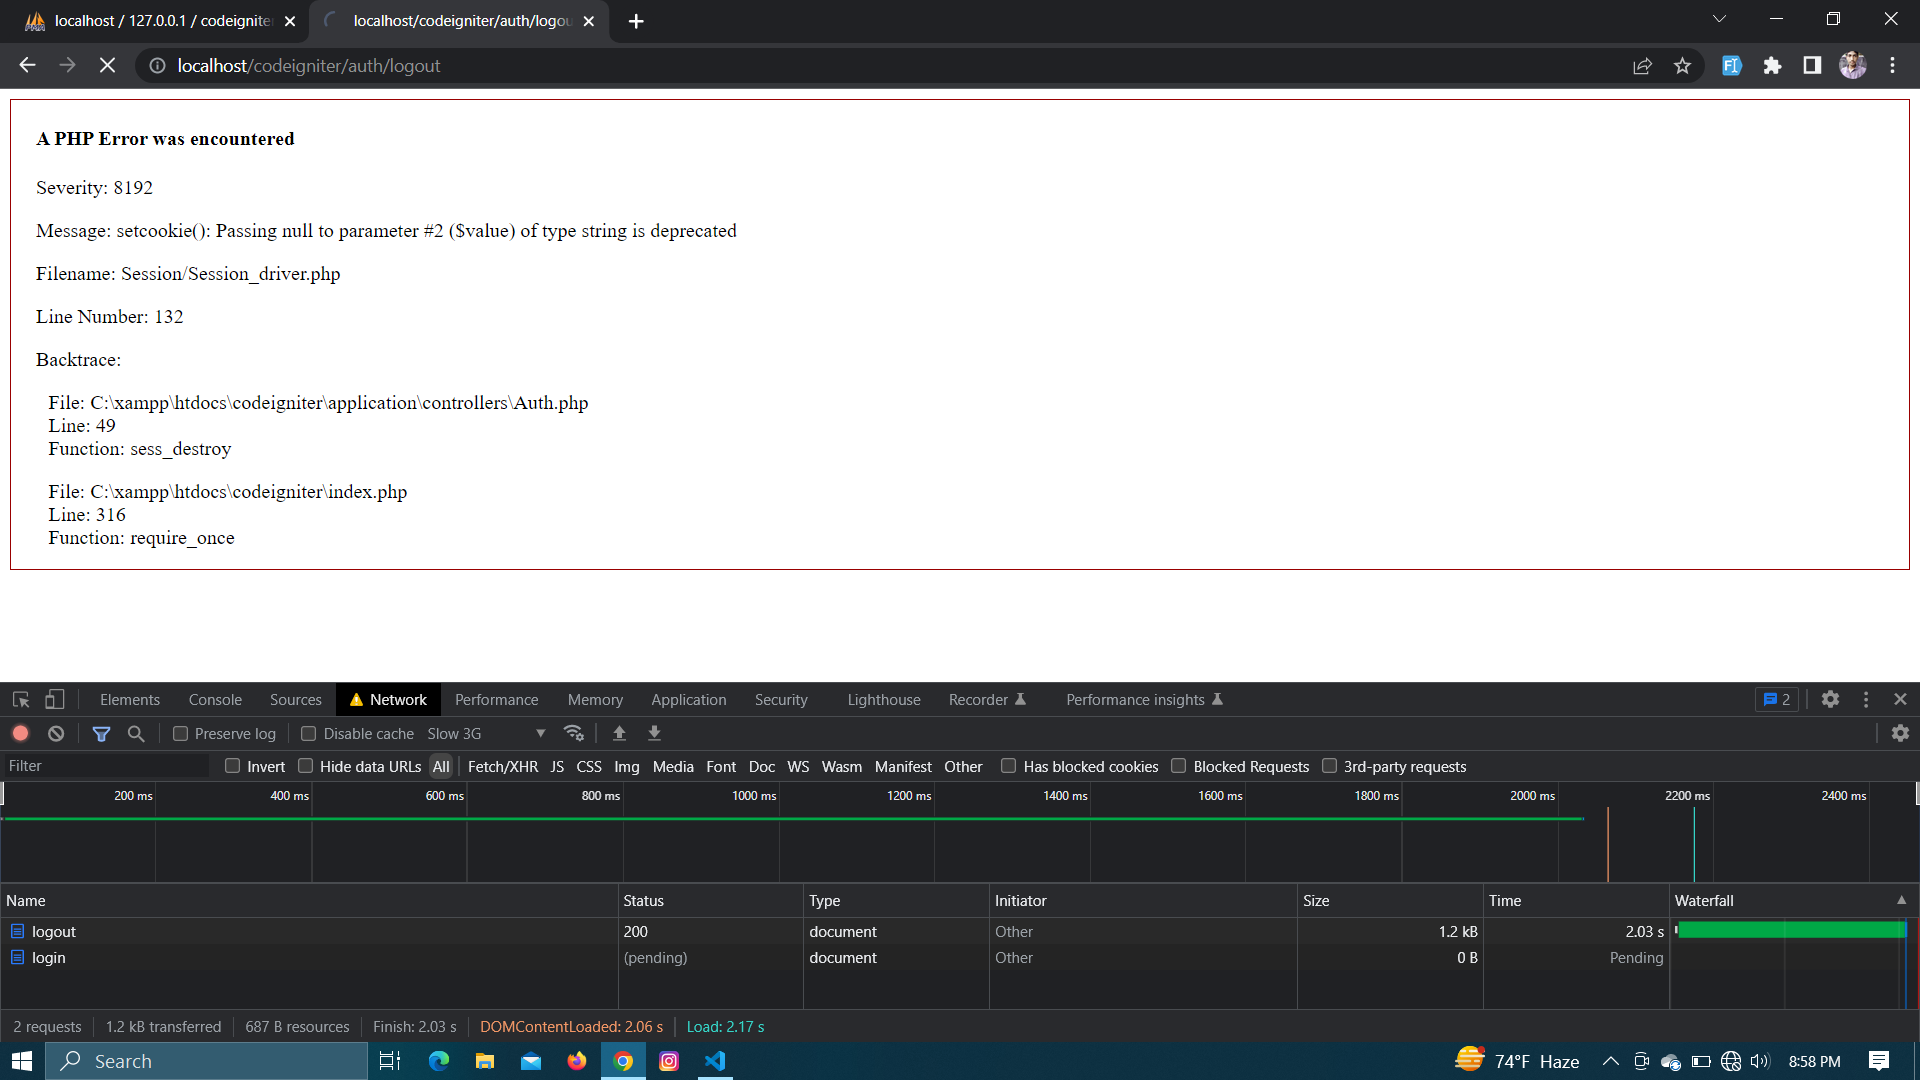 localhost / 127.0.0.1 / codeigniter
localhost/codeigniter/auth/logou
localhost/codeigniter/auth/logout
A PHP Error was encountered
Severity: 8192
Message: setcookie(): Passing null to parameter #2 ($value) of type string is deprecated
Filename: Session/Session_driver.php
Line Number: 132
Backtrace:
File: C:\xampp\htdocs\codeigniter\application\controllers\Auth.php
Line: 49
Function: sess_destroy
File: C:\xampp\htdocs\codeigniter\index.php
Line: 316
Function: require_once
Elements Console Sources Network Performance Memory Application Security Lighthouse Recorder Performance insights 2
Preserve log Disable cache Slow 3G
Filter Invert Hide data URLs All Fetch/XHR JS CSS Img Media Font Doc WS Wasm Manifest Other Has blocked cookies Blocked Requests 3rd-party requests
200 ms 400 ms 600 ms 800 ms 1000 ms 1200 ms 1400 ms 1600 ms 1800 ms 2000 ms 2200 ms 2400 ms
Name Status Type Initiator Size Time Waterfall
logout 200 document Other 1.2 kB 2.03 s
login (pending) document Other 0 B Pending
2 requests 1.2 kB transferred 687 B resources Finish: 2.03 s DOMContentLoaded: 2.06 s Load: 2.17 s
Search 74°F Haze 8:58 PM